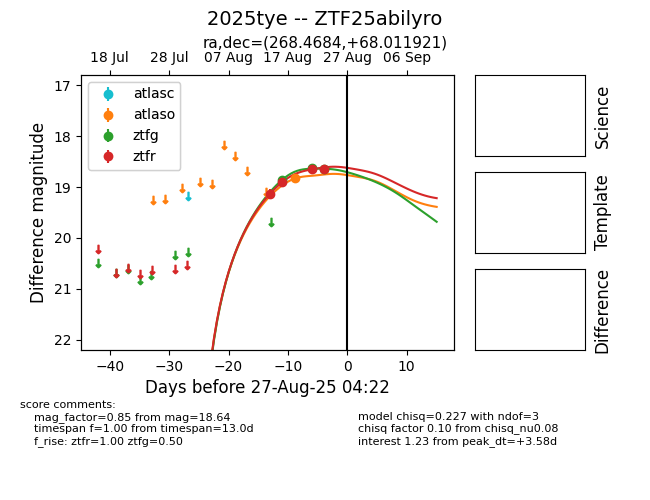 2025tye -- ZTF25abilyro
ra,dec=(268.4684,+68.011921)
18 Jul 28 Jul 07 Aug 17 Aug 27 Aug 06 Sep
atlasc
atlaso
ztfg
ztfr
17
18
19
20
21
22
Difference magnitude
−40 −30 −20 −10 0 10
Days before 27-Aug-25 04:22
Science
Template
Difference
score comments:
mag_factor=0.85 from mag=18.64
timespan f=1.00 from timespan=13.0d
f_rise: ztfr=1.00 ztfg=0.50
model chisq=0.227 with ndof=3
chisq factor 0.10 from chisq_nu0.08
interest 1.23 from peak_dt=+3.58d